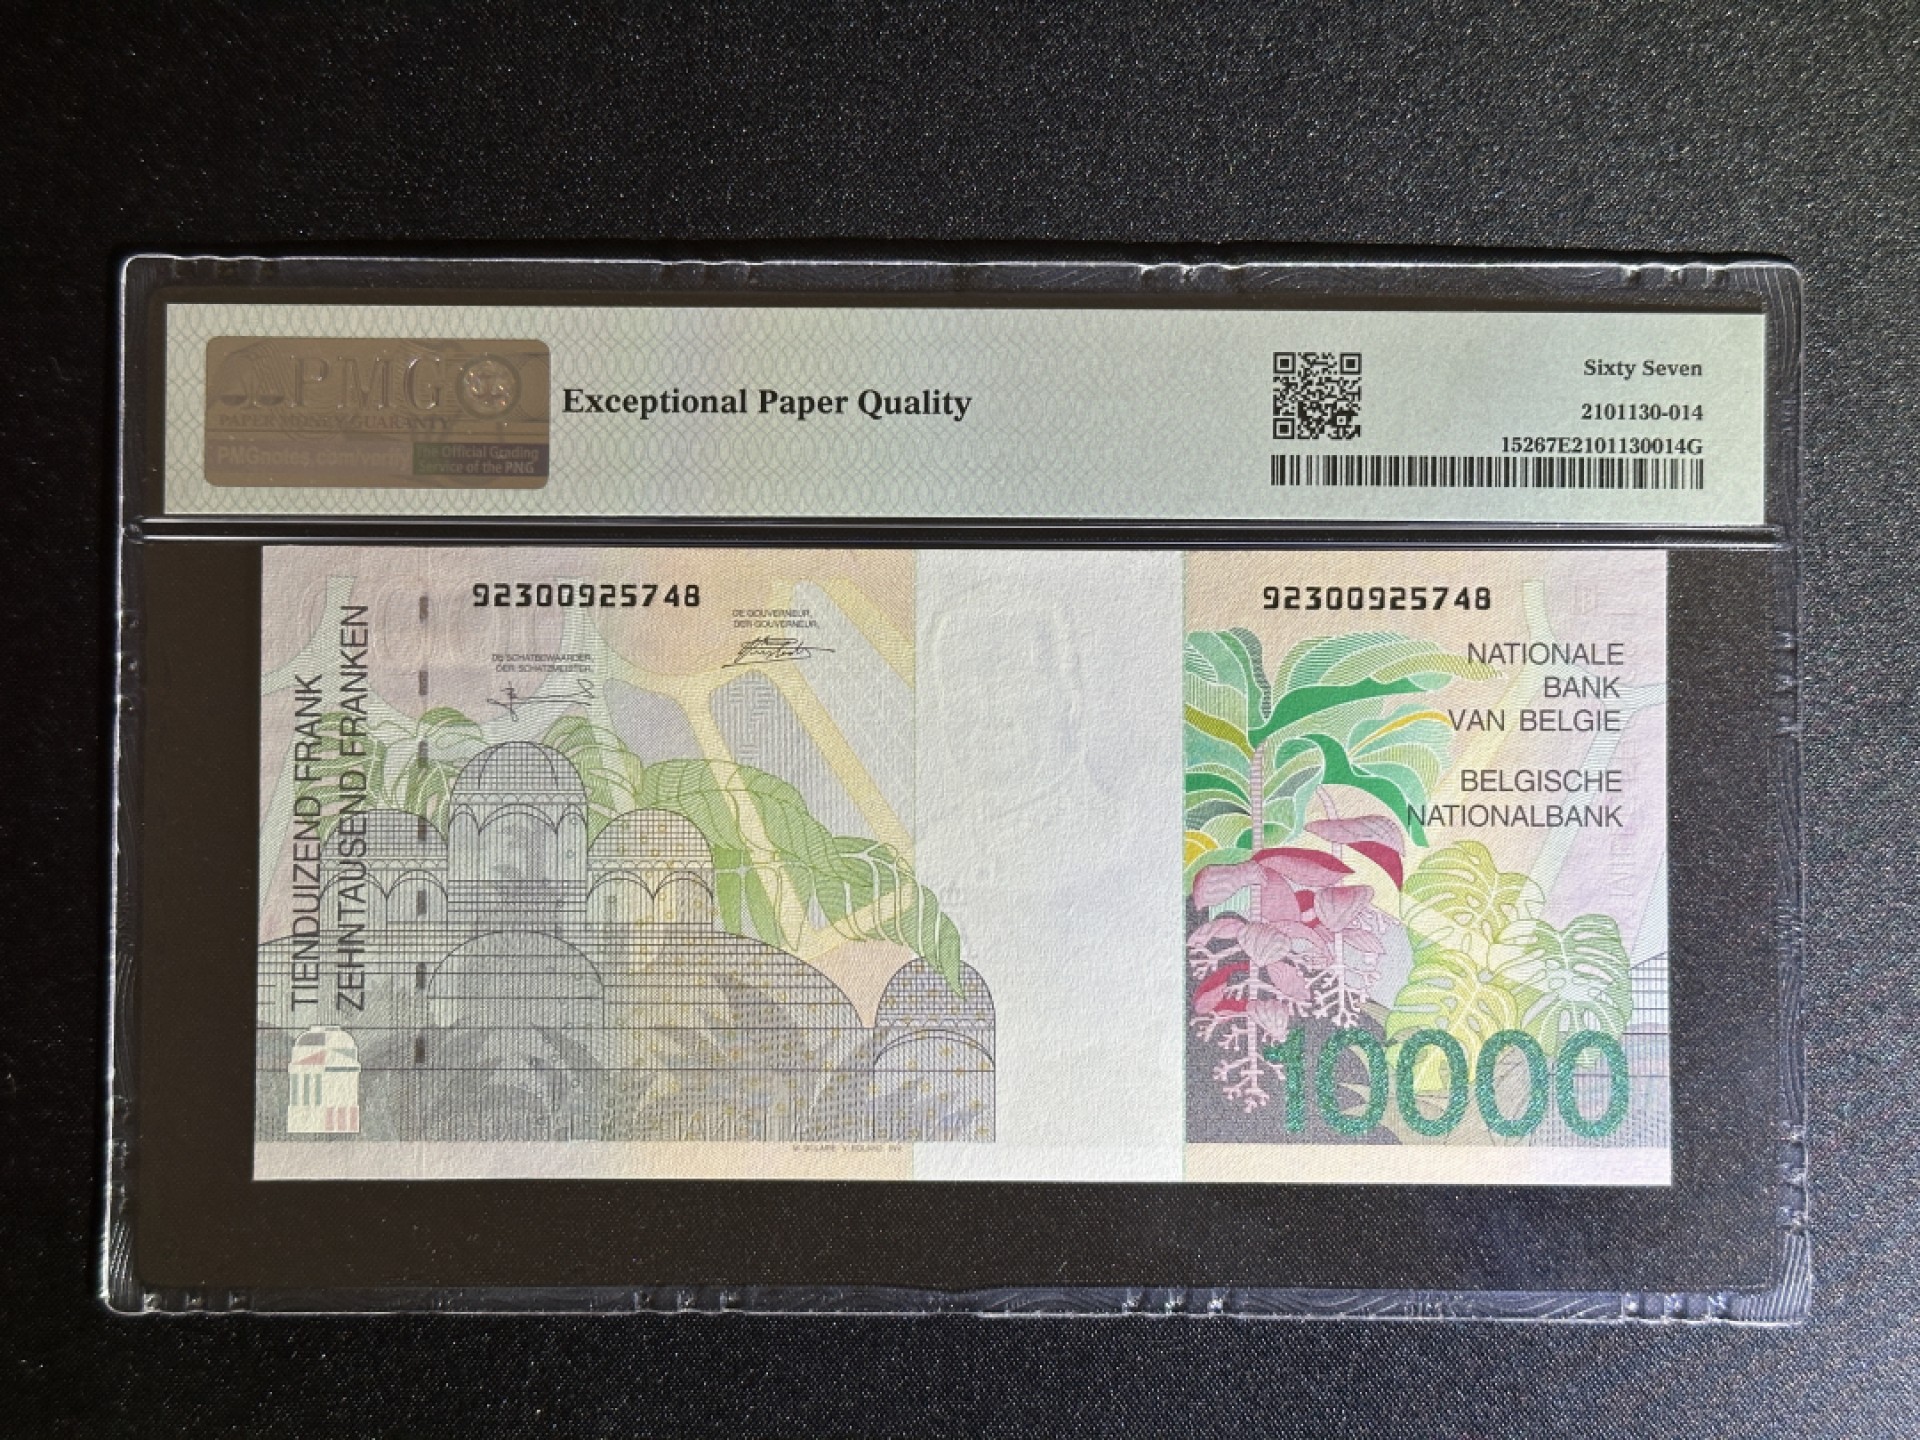 PMG
PAPER MONEY GUARANTY
PMGnotes.com/verify
The Official Grading
Service of the PNG
Exceptional Paper Quality
Sixty Seven
2101130-014
15267E2101130014G
92300925748
DE GOUVERNEUR,
DER GOUVERNEUR,
DE SCHATBEWAARDER,
DER SCHATZMEISTER,
TIENDUIZEND FRANK
ZEHNTAUSEND FRANKEN
92300925748
NATIONALE
BANK
VAN BELGIE
BELGISCHE
NATIONALBANK
10000